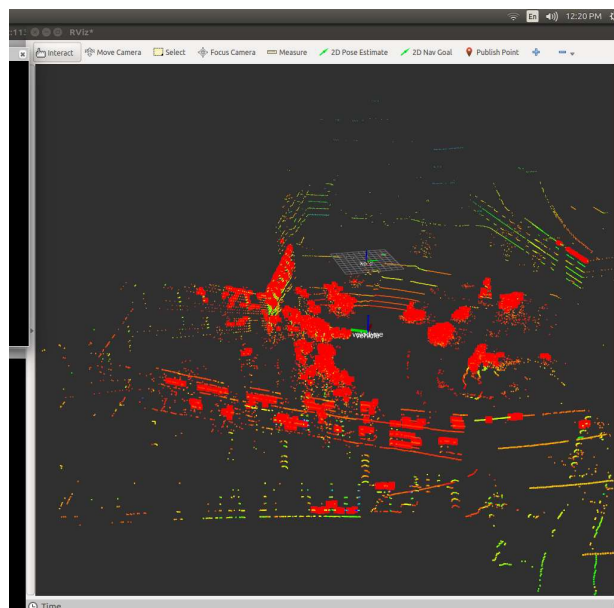 En 12:20 PM
:11: RViz*
Interact Move Camera Select Focus Camera Measure 2D Pose Estimate 2D Nav Goal Publish Point
Time